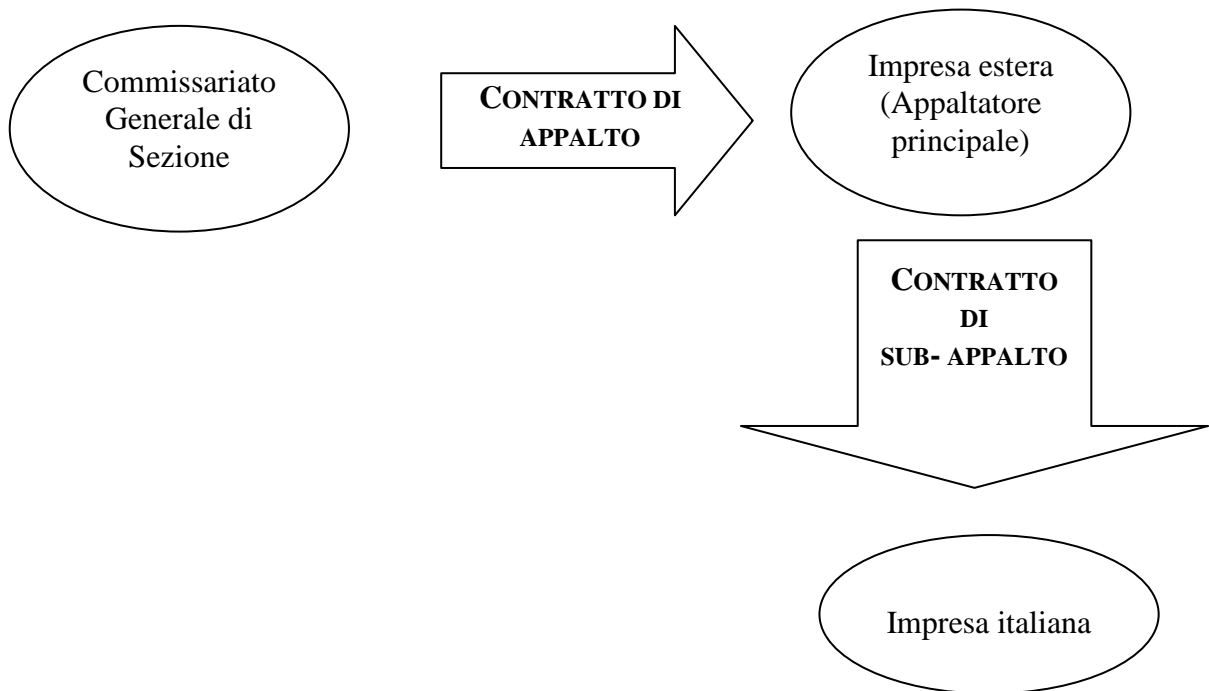 Commissariato
Generale di
Sezione
CONTRATTO DI
APPALTO
Impresa estera
(Appaltatore
principale)
CONTRATTO
DI
SUB- APPALTO
Impresa italiana